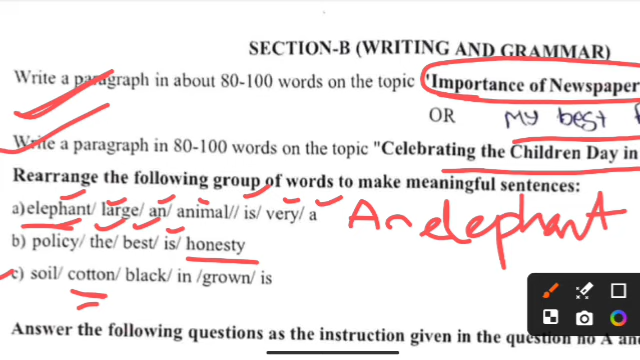 SECTION-B (WRITING AND GRAMMAR)
Write a paragraph in about 80-100 words on the topic "Importance of Newspaper
OR My best
Write a paragraph in 80-100 words on the topic "Celebrating the Children Day in
Rearrange the following group of words to make meaningful sentences:
a) elephant/ large/ an/ animal// is/ very/ a An elephant
b) policy/ the/ best/ is/ honesty
c) soil/ cotton/ black/ in /grown/ is
Answer the following questions as the instruction given in the question no A and